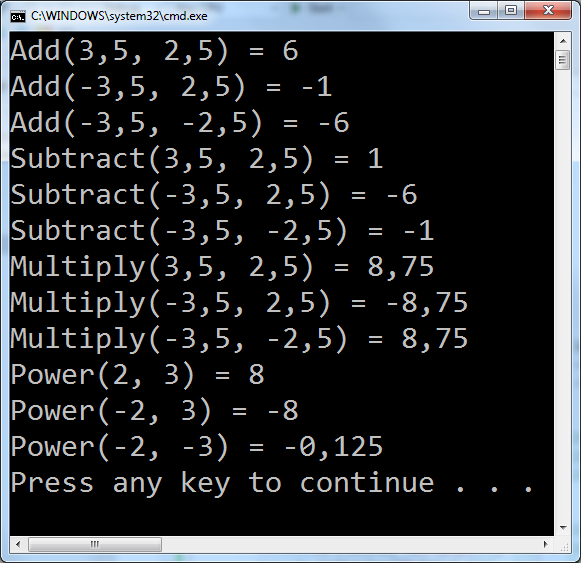 C:\WINDOWS\system32\cmd.exe
Add(3,5, 2,5) = 6
Add(-3,5, 2,5) = -1
Add(-3,5, -2,5) = -6
Subtract(3,5, 2,5) = 1
Subtract(-3,5, 2,5) = -6
Subtract(-3,5, -2,5) = -1
Multiply(3,5, 2,5) = 8,75
Multiply(-3,5, 2,5) = -8,75
Multiply(-3,5, -2,5) = 8,75
Power(2, 3) = 8
Power(-2, 3) = -8
Power(-2, -3) = -0,125
Press any key to continue . . .